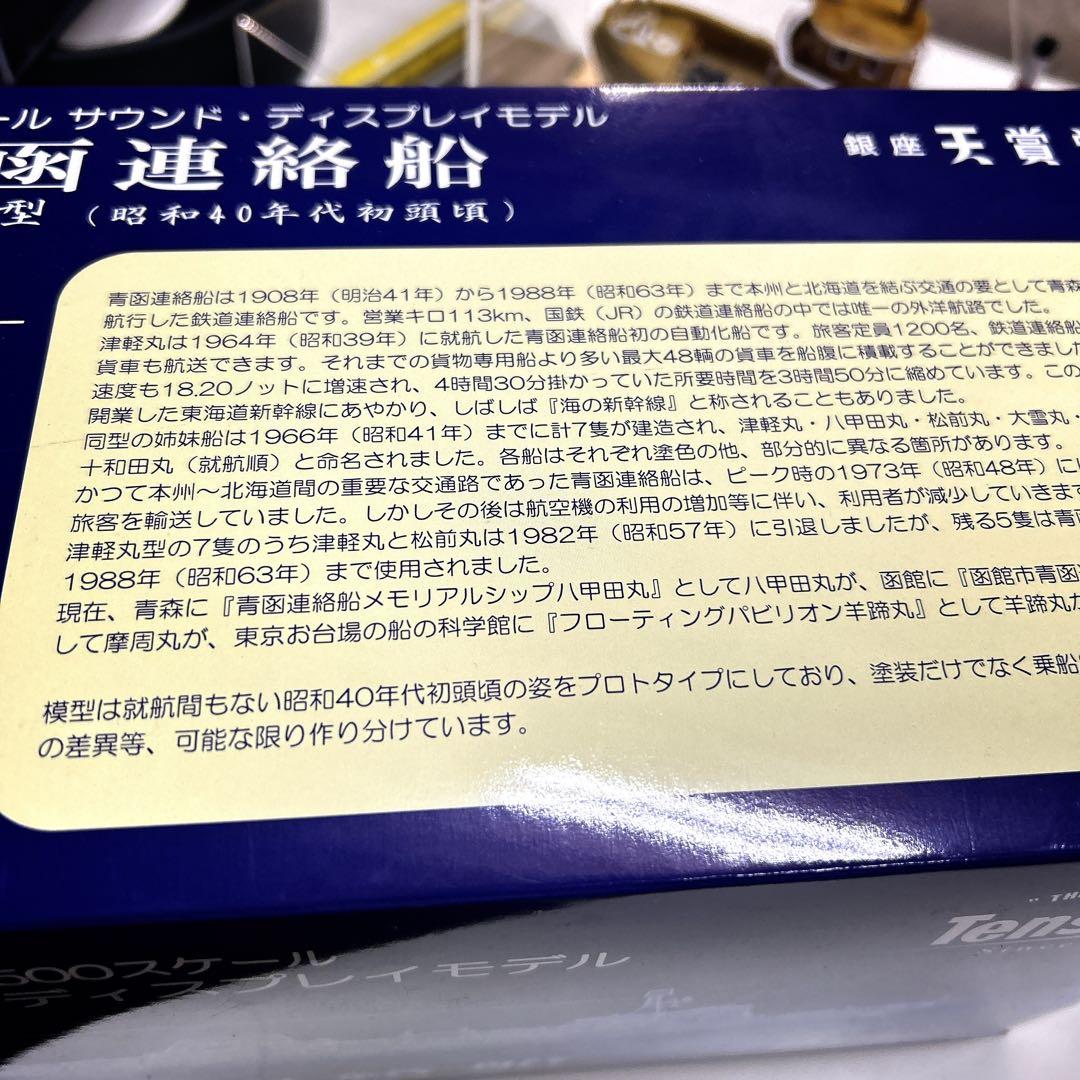 ール サウンド・ディスプレイモデル
函連絡船
型 (昭和40年代初頭頃)
銀座 天賞
青函連絡船は1908年（明治41年）から1988年（昭和63年）まで本州と北海道を結ぶ交通の要として青森
航行した鉄道連絡船です。営業キロ113km、国鉄（JR）の鉄道連絡船の中では唯一の外洋航路でした。
津軽丸は1964年（昭和39年）に就航した青函連絡船初の自動化船です。旅客定員1200名、鉄道連絡船
貨車も航送できます。それまでの貨物専用船より多い最大48輌の貨車を船腹に積載することができました
速度も18.20ノットに増速され、4時間30分掛かっていた所要時間を3時間50分に縮めています。この
開業した東海道新幹線にあやかり、しばしば『海の新幹線』と称されることもありました。
同型の姉妹船は1966年（昭和41年）までに計7隻が建造され、津軽丸・八甲田丸・松前丸・大雪丸・
十和田丸（就航順）と命名されました。各船はそれぞれ塗色の他、部分的に異なる箇所があります。
かつて本州～北海道間の重要な交通路であった青函連絡船は、ピーク時の1973年（昭和48年）に
旅客を輸送していました。しかしその後は航空機の利用の増加等に伴い、利用者が減少していきます
津軽丸型の7隻のうち津軽丸と松前丸は1982年（昭和57年）に引退しましたが、残る5隻は青函
1988年（昭和63年）まで使用されました。
現在、青森に『青函連絡船メモリアルシップ八甲田丸』として八甲田丸が、函館に『函館市青函
して摩周丸が、東京お台場の船の科学館に『フローティングパビリオン羊蹄丸』として羊蹄丸が
模型は就航間もない昭和40年代初頭頃の姿をプロトタイプにしており、塗装だけでなく乗船
の差異等、可能な限り作り分けています。
" TH
Tens
500スケール
ディスプレイモデル